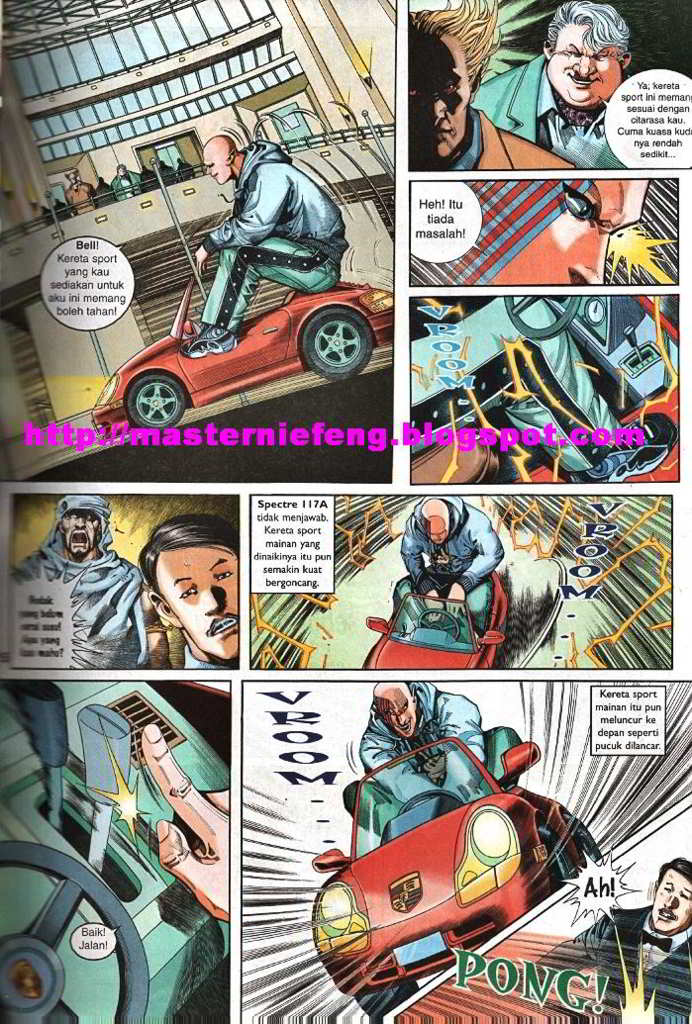 Bell!
Kereta sport
yang kau
sediakan untuk
aku ini memang
boleh tahan!
Ya, kereta
sport ini memang
sesuai dengan
citarasa kau.
Cuma kuasa kuda
nya rendah
sedikit...
Heh! Itu
tiada
masalah!
VROOM...
http://masterniefeng.blogspot.com
Spectre 117A
tidak menjawab.
Kereta sport
mainan yang
dinaikinya itu pun
semakin kuat
bergoncang.
VROOM...
Baik!
Jalan!
VROOM...
Kereta sport
mainan itu pun
meluncur ke
depan seperti
pucuk dilancar.
Ah!
PONG!